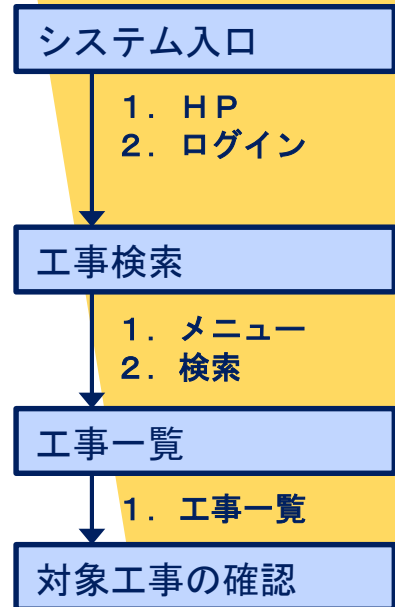 システム入口
１．ＨＰ
２．ログイン
工事検索
１．メニュー
２．検索
工事一覧
１．工事一覧
対象工事の確認